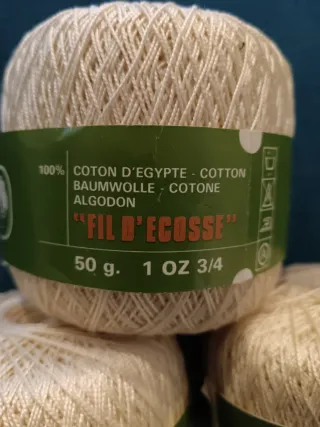 100%
COTON D'EGYPTE - COTTON
BAUMWOLLE - COTONE
ALGODON
"FIL D'ECOSSE"
50 g. 1 OZ 3/4